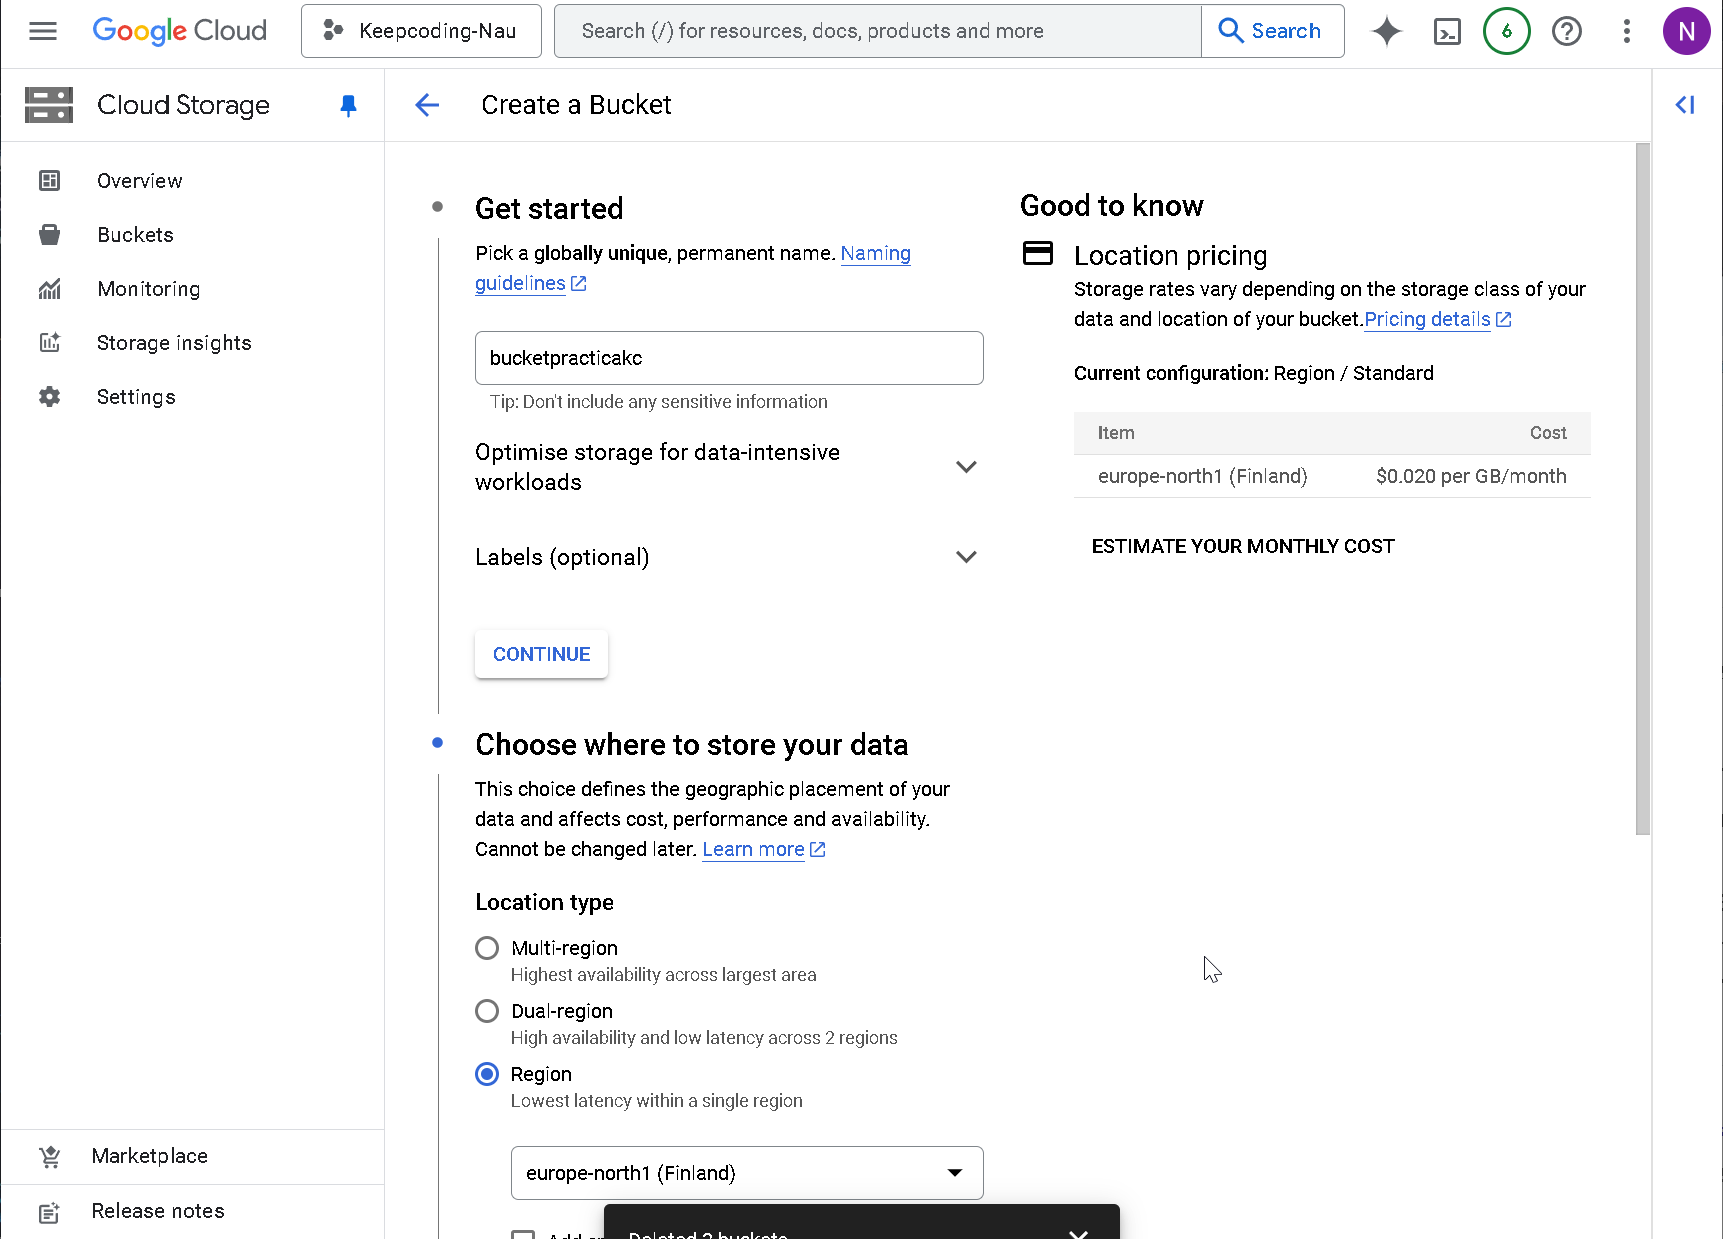 Google Cloud
Keepcoding-Nau
Search (/) for resources, docs, products and more
Search
6
N
Cloud Storage
Create a Bucket
Overview
Buckets
Monitoring
Storage insights
Settings
Marketplace
Release notes
Get started
Pick a globally unique, permanent name. Naming
guidelines
bucketpracticakc
Tip: Don't include any sensitive information
Optimise storage for data-intensive
workloads
Labels (optional)
CONTINUE
Choose where to store your data
This choice defines the geographic placement of your
data and affects cost, performance and availability.
Cannot be changed later. Learn more
Location type
Multi-region
Highest availability across largest area
Dual-region
High availability and low latency across 2 regions
Region
Lowest latency within a single region
europe-north1 (Finland)
Good to know
Location pricing
Storage rates vary depending on the storage class of your
data and location of your bucket.Pricing details
Current configuration: Region / Standard
Item Cost
europe-north1 (Finland) $0.020 per GB/month
ESTIMATE YOUR MONTHLY COST
Add
Deleted buckets